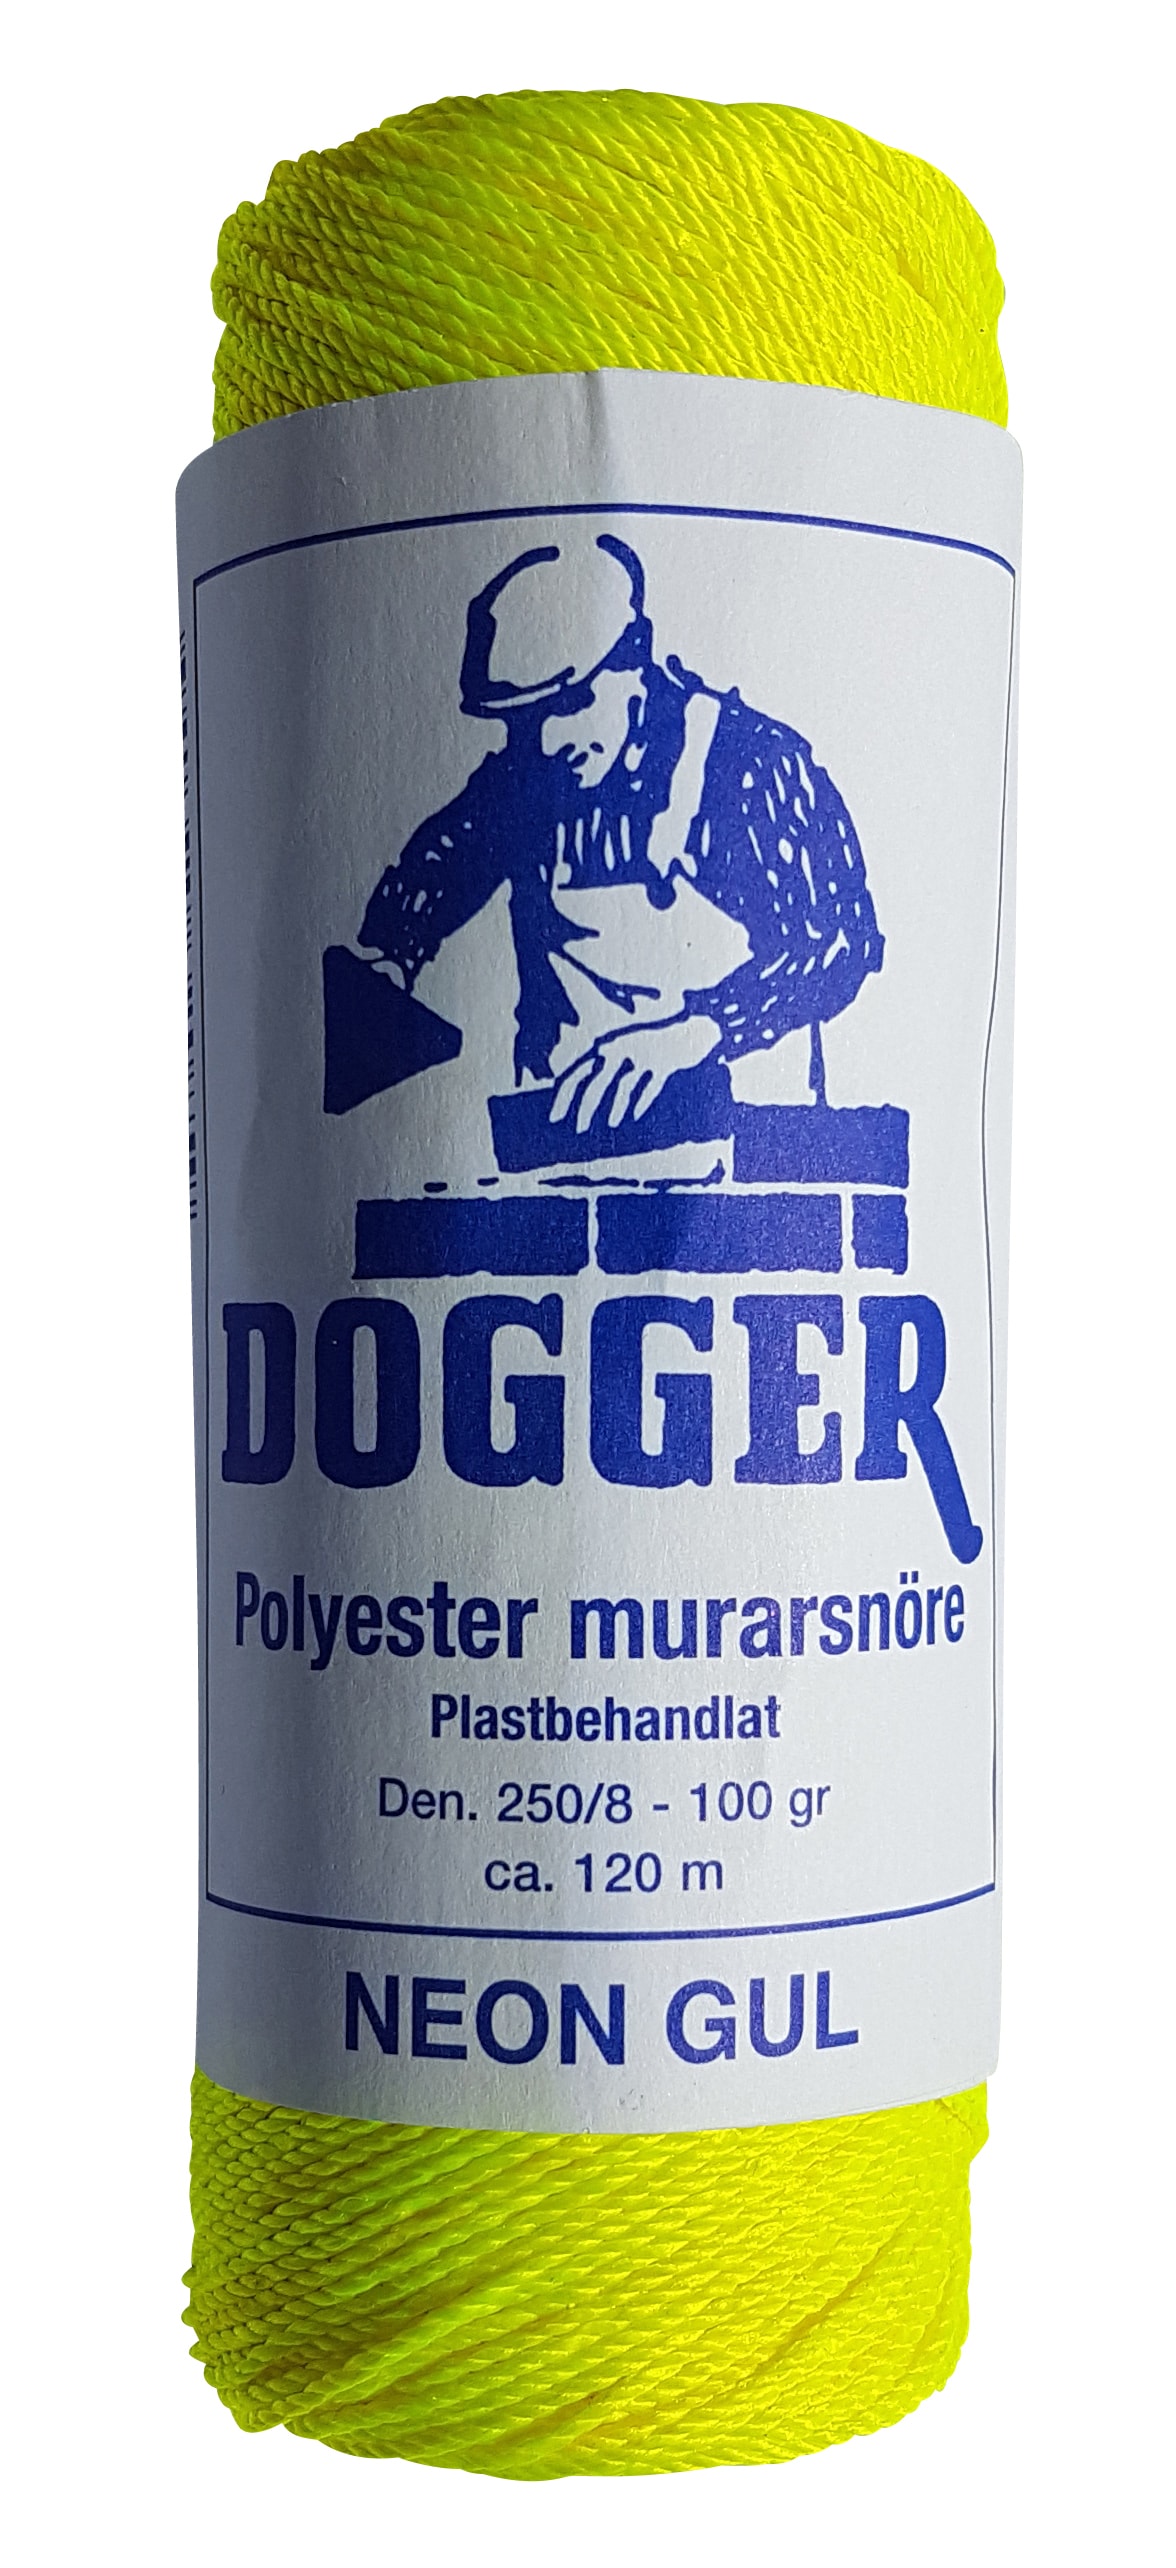 DOGGER
Polyester murarsnöre
Plastbehandlat
Den. 250/8 - 100 gr
ca. 120 m
NEON GUL